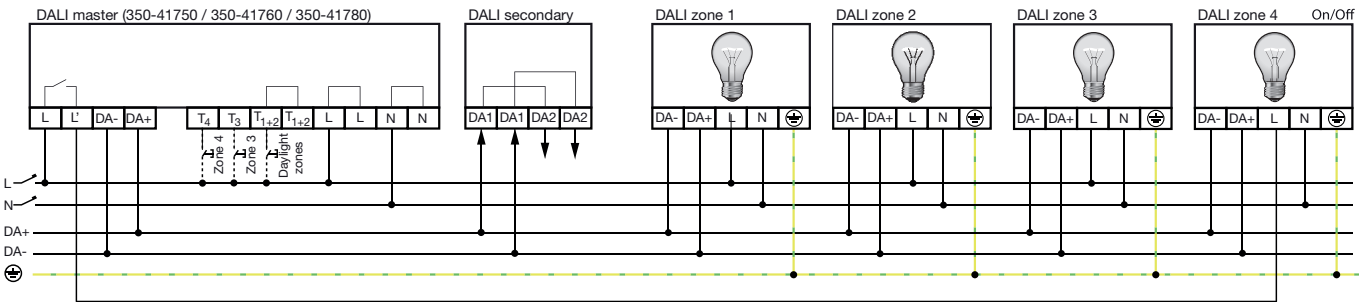 DALI master (350-41750 / 350-41760 / 350-41780) DALI secondary DALI zone 1 DALI zone 2 DALI zone 3 DALI zone 4 On/Off
L L' DA- DA+ T4 T3 T1+2 T1+2 L L N N DA1 DA1 DA2 DA2 DA- DA+ L N DA- DA+ L N DA- DA+ L N DA- DA+ L N
Zone 4
Zone 3
Daylight
zones
L
N
DA+
DA-